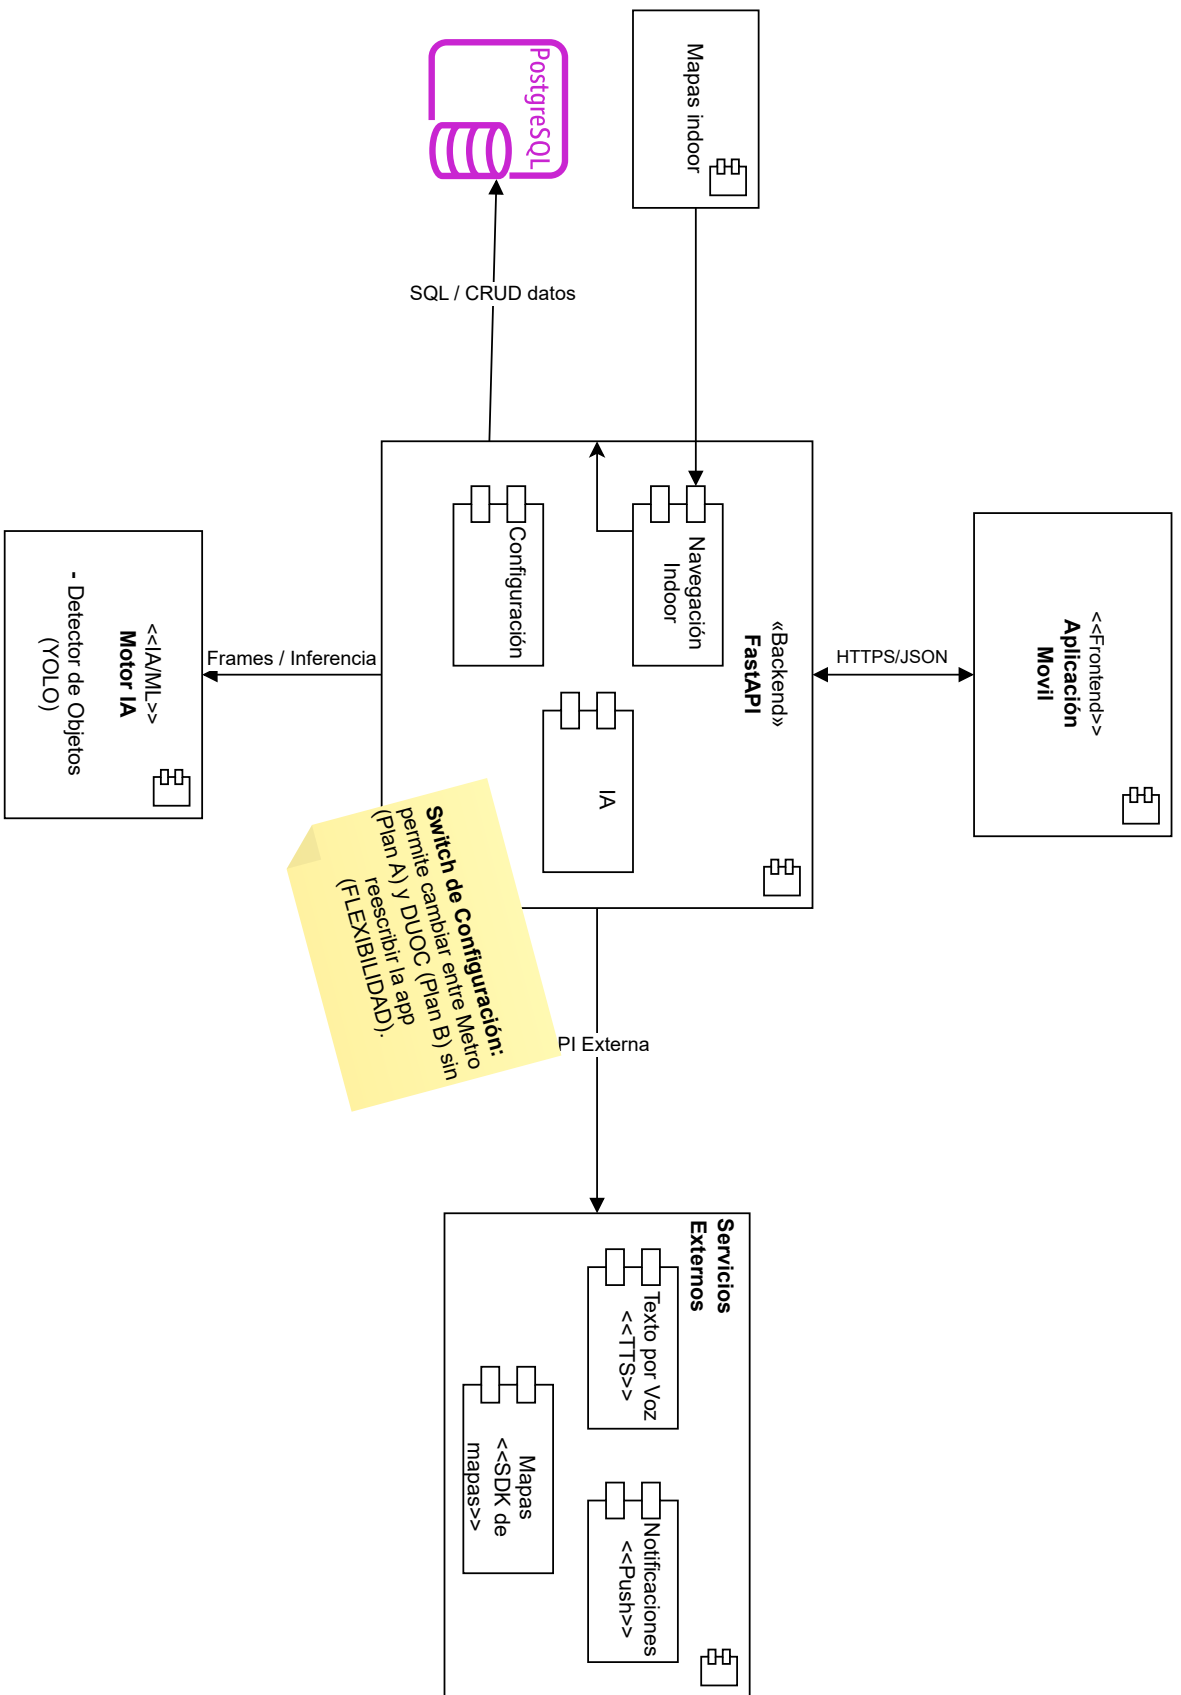 <<Frontend>>
Aplicación
Movil
HTTPS/JSON
Mapas indoor
PostgreSQL
SQL / CRUD datos
«Backend»
FastAPI
Navegación
Indoor
Configuración
IA
Switch de Configuración:
permite cambiar entre Metro
(Plan A) y DUOC (Plan B) sin
reescribir la app
(FLEXIBILIDAD).
PI Externa
Servicios
Externos
Texto por Voz
<<TTS>>
Notificaciones
<<Push>>
Mapas
<<SDK de
mapas>>
Frames / Inferencia
<<IA/ML>>
Motor IA
- Detector de Objetos
(YOLO)